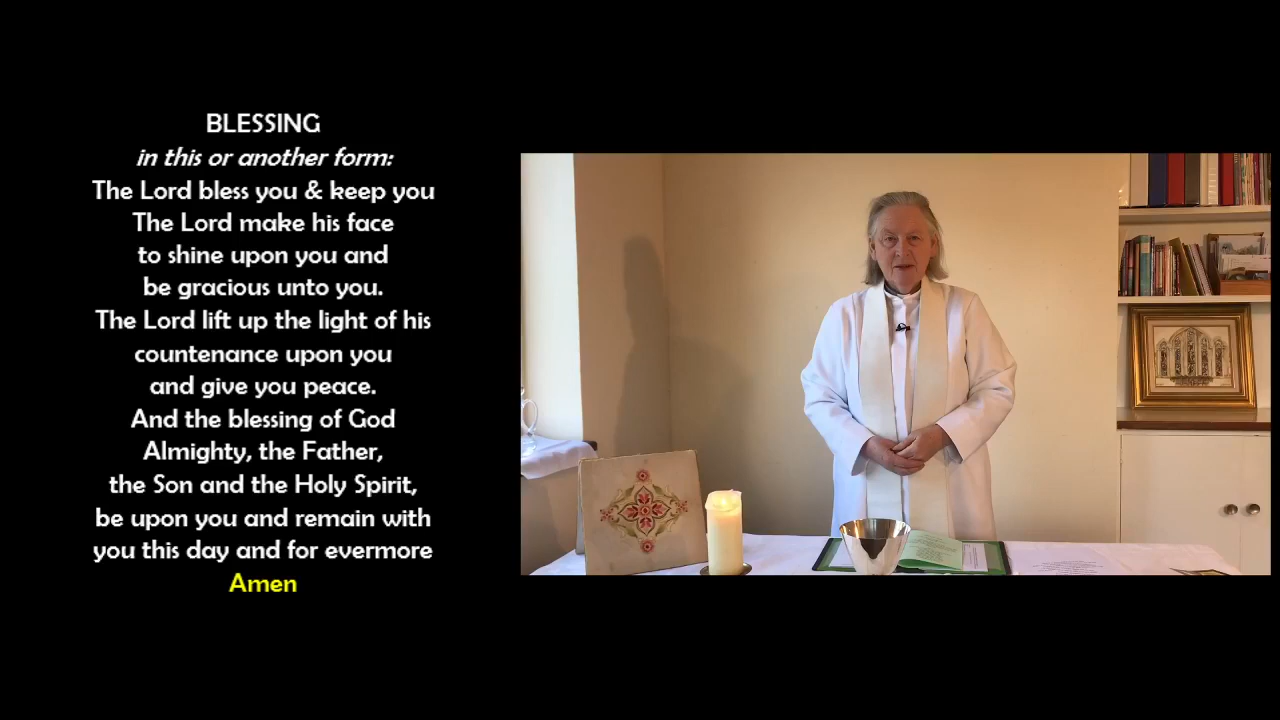 BLESSING
in this or another form:
The Lord bless you & keep you
The Lord make his face
to shine upon you and
be gracious unto you.
The Lord lift up the light of his
countenance upon you
and give you peace.
And the blessing of God
Almighty, the Father,
the Son and the Holy Spirit,
be upon you and remain with
you this day and for evermore
Amen